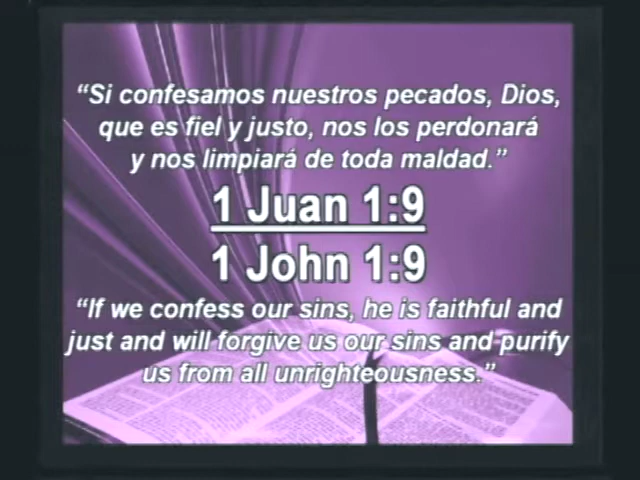 “Si confesamos nuestros pecados, Dios,
que es fiel y justo, nos los perdonará
y nos limpiará de toda maldad.”
1 Juan 1:9
1 John 1:9
“If we confess our sins, he is faithful and
just and will forgive us our sins and purify
us from all unrighteousness.”